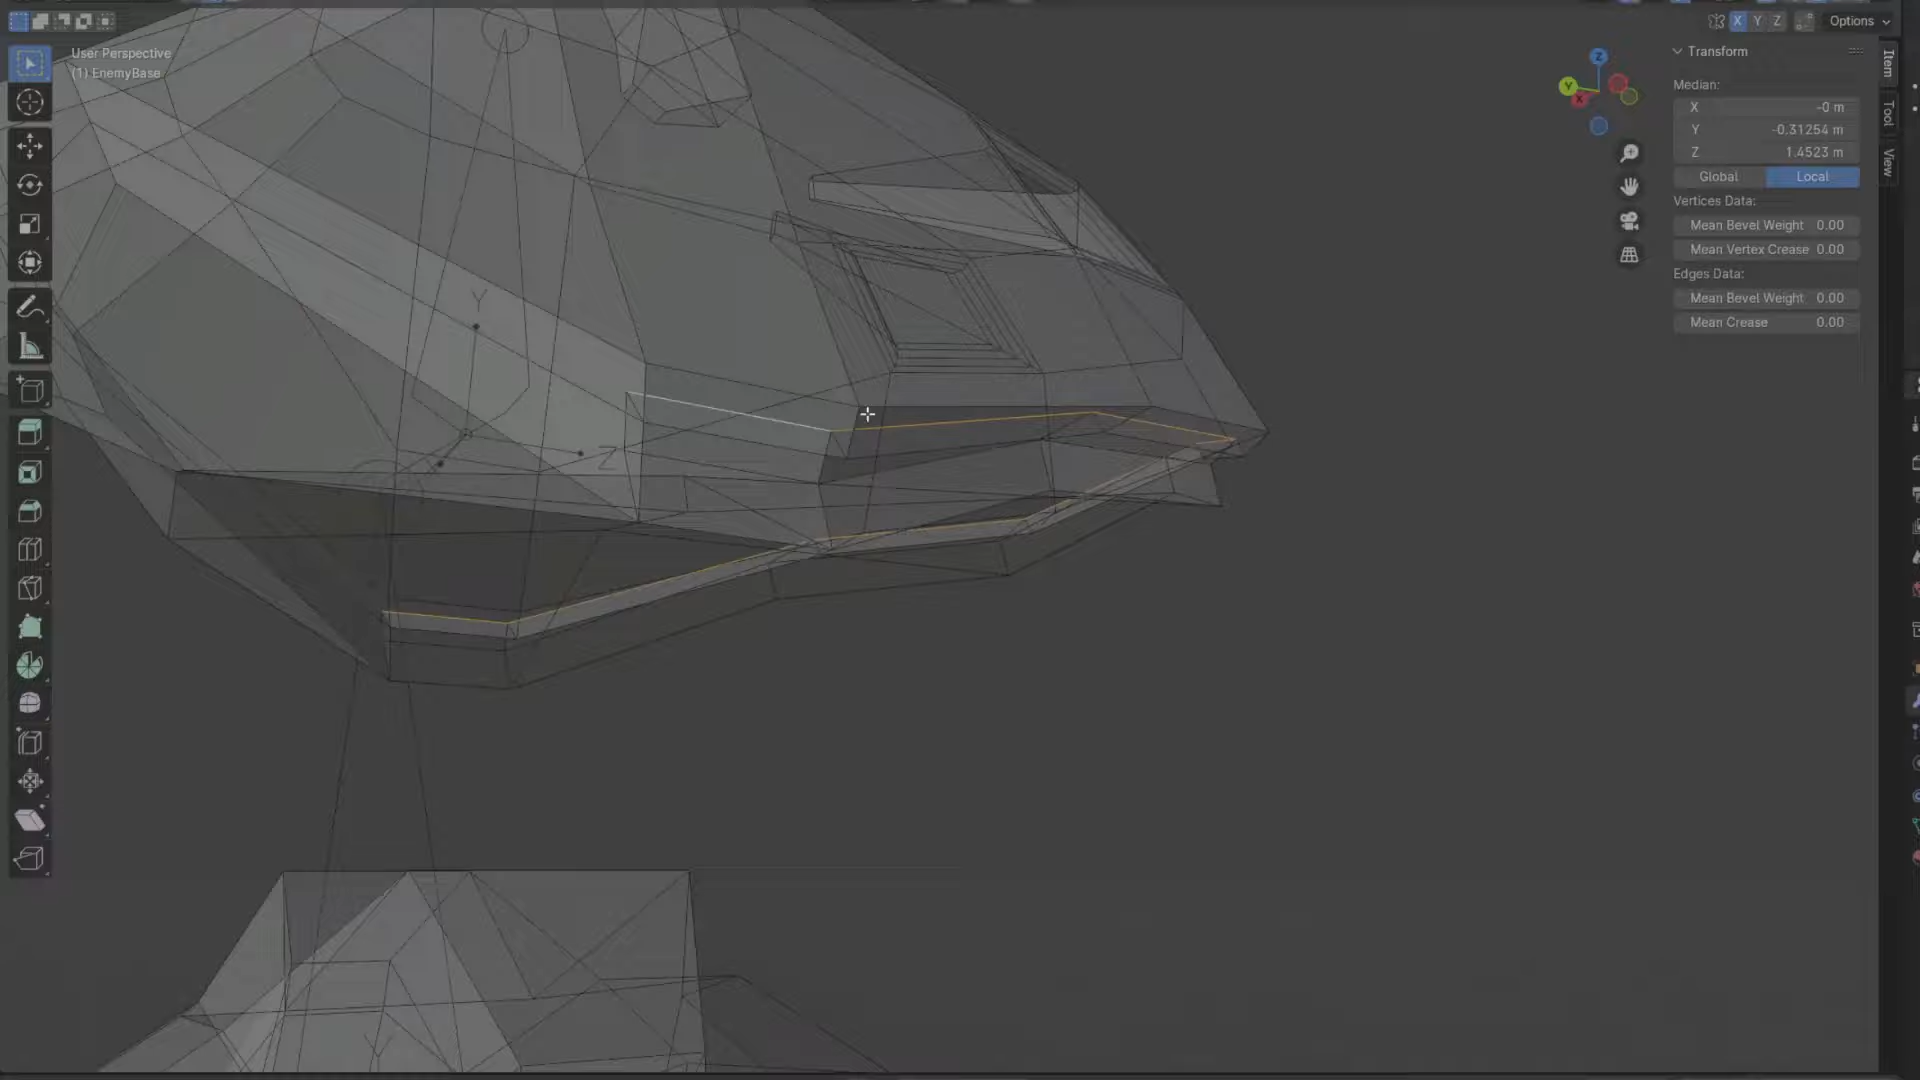 X Y Z Options
User Perspective
(1) EnemyBase
Transform
Median:
X -0 m
Y -0.31254 m
Z 1.4523 m
Global Local
Vertices Data:
Mean Bevel Weight 0.00
Mean Vertex Crease 0.00
Edges Data:
Mean Bevel Weight 0.00
Mean Crease 0.00
Item
Tool
View
Z
Y
X
Y
Z
Y